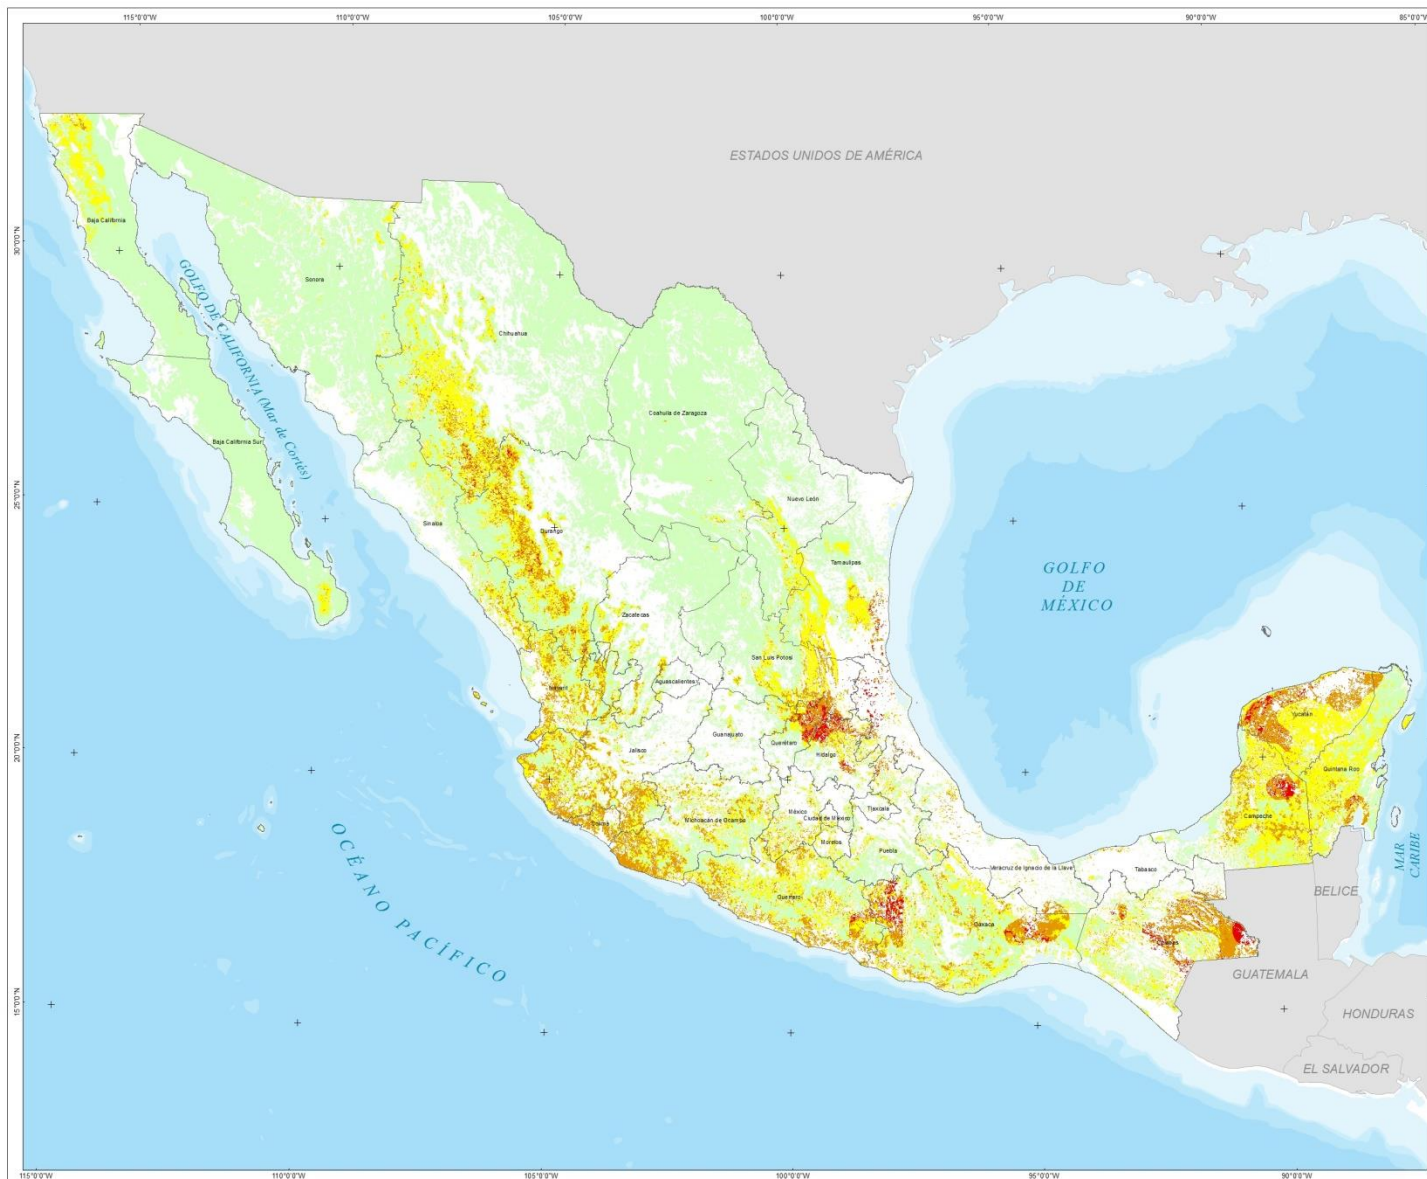 115°0'0"W
110°0'0"W
105°0'0"W
100°0'0"W
95°0'0"W
90°0'0"W
85°0'0"W
ESTADOS UNIDOS DE AMÉRICA
30°0'0"N
Baja California
Sonora
GOLFO DE CALIFORNIA (Mar de Cortés)
Chihuahua
Coahuila de Zaragoza
Baja California Sur
25°0'0"N
Nuevo León
Sinaloa
Durango
Tamaulipas
GOLFO
DE
MÉXICO
Zacatecas
San Luis Potosí
Nayarit
Aguascalientes
Yucatán
20°0'0"N
Jalisco
Guanajuato
Querétaro
Hidalgo
Quintana Roo
México
Tlaxcala
Colima
Michoacán de Ocampo
Ciudad de México
Campeche
Morelos
Puebla
OCÉANO PACÍFICO
Veracruz de Ignacio de la Llave
Tabasco
MAR
CARIBE
BELICE
Guerrero
Oaxaca
Chiapas
GUATEMALA
15°0'0"N
HONDURAS
EL SALVADOR
115°0'0"W
110°0'0"W
105°0'0"W
100°0'0"W
95°0'0"W
90°0'0"W